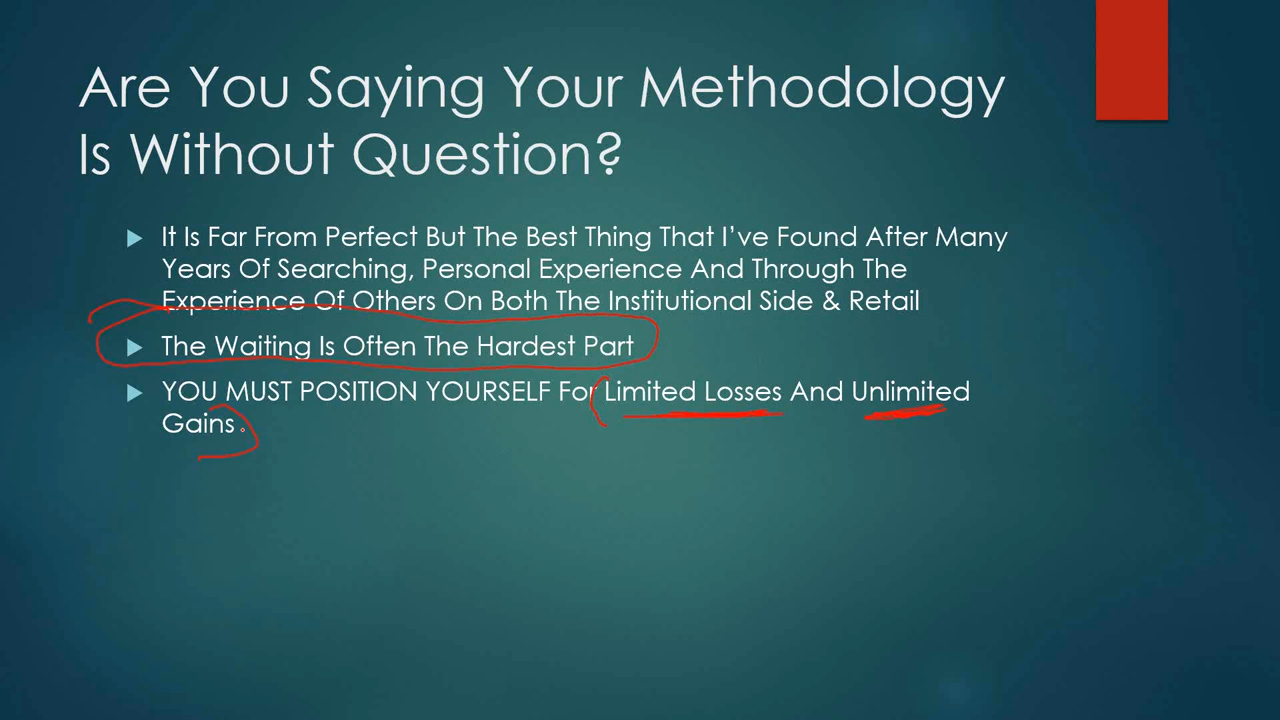 Are You Saying Your Methodology
Is Without Question?
It Is Far From Perfect But The Best Thing That I’ve Found After Many
Years Of Searching, Personal Experience And Through The
Experience Of Others On Both The Institutional Side & Retail
The Waiting Is Often The Hardest Part
YOU MUST POSITION YOURSELF For Limited Losses And Unlimited
Gains.